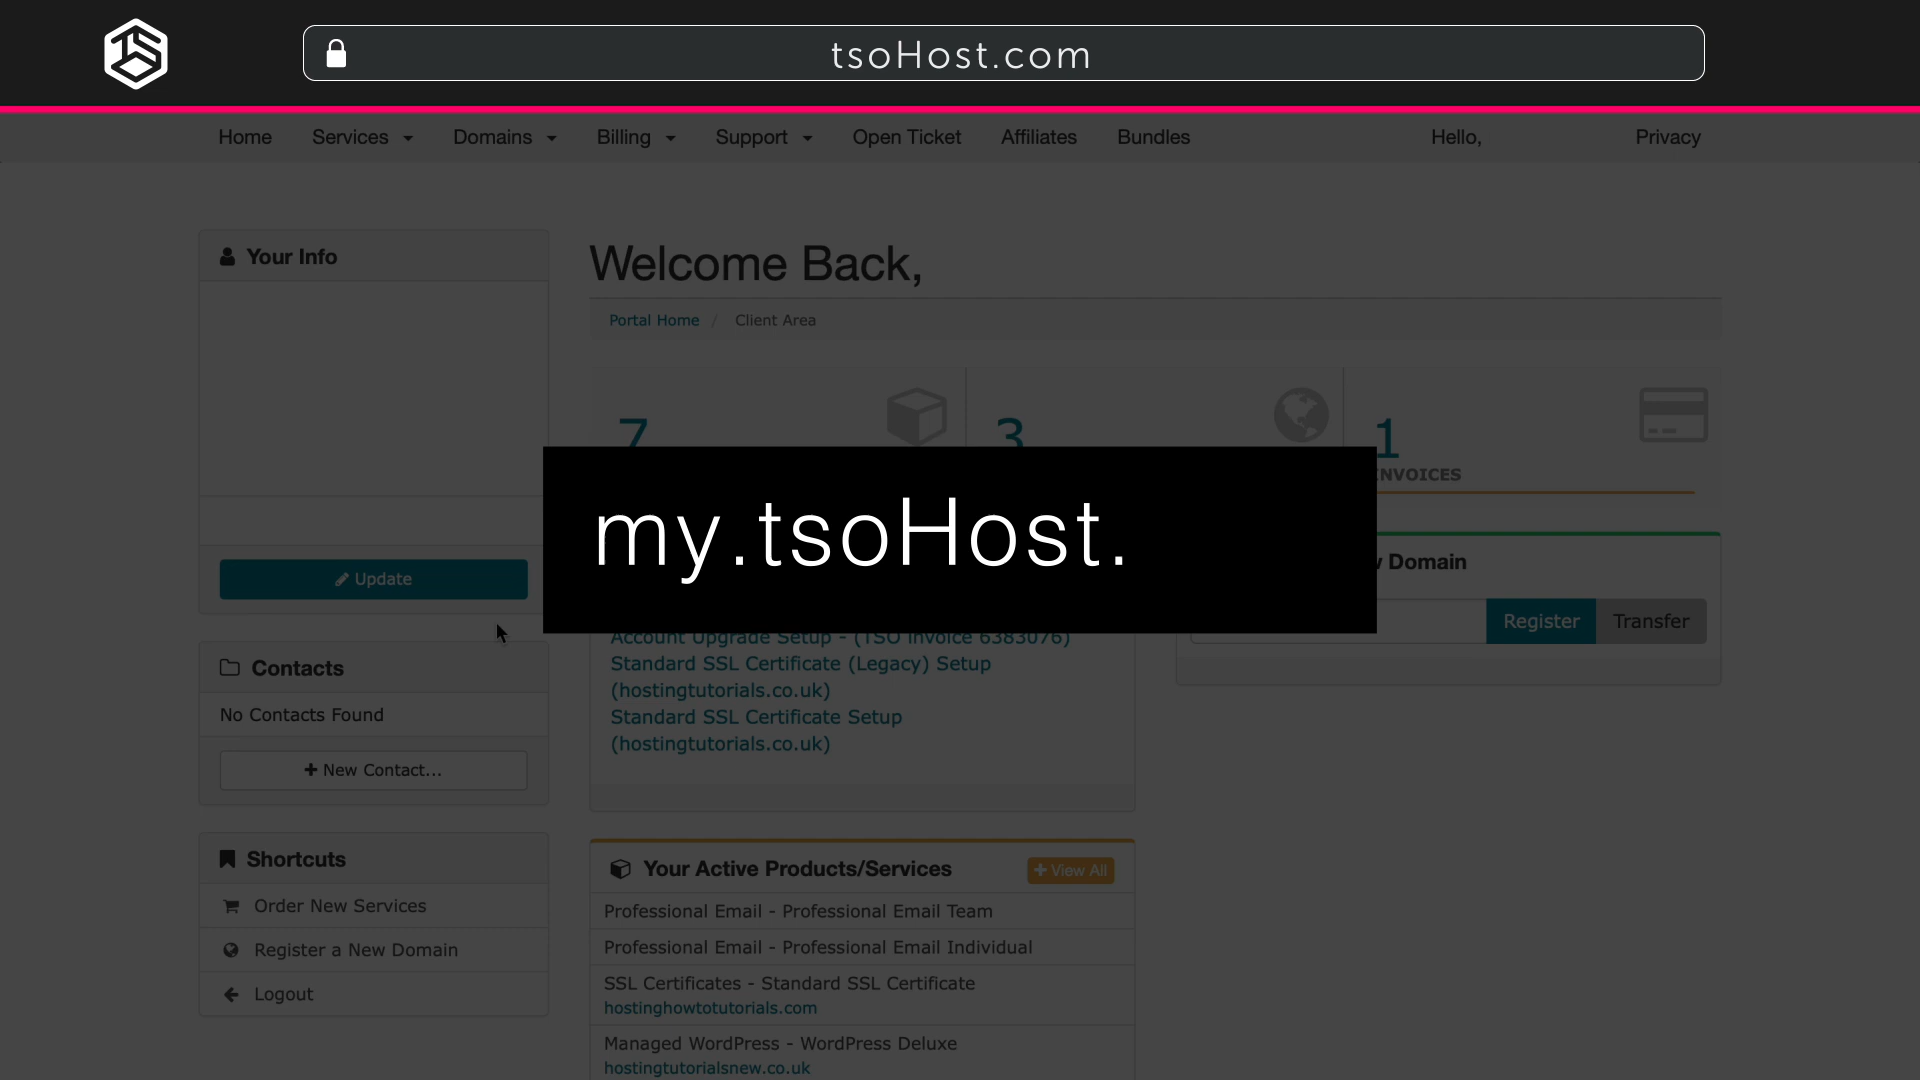 tsoHost.com
Home Services Domains Billing Support Open Ticket Affiliates Bundles Hello, Privacy
Your Info
Update
Contacts
No Contacts Found
New Contact...
Shortcuts
Order New Services
Register a New Domain
Logout
Welcome Back,
Portal Home / Client Area
7 3 1
INVOICES
my.tsoHost.
Account Upgrade Setup - (TSO Invoice 6383076)
Standard SSL Certificate (Legacy) Setup
(hostingtutorials.co.uk)
Standard SSL Certificate Setup
(hostingtutorials.co.uk)
Domain
Register Transfer
Your Active Products/Services View All
Professional Email - Professional Email Team
Professional Email - Professional Email Individual
SSL Certificates - Standard SSL Certificate
hostinghowtotutorials.com
Managed WordPress - WordPress Deluxe
hostingtutorialsnew.co.uk